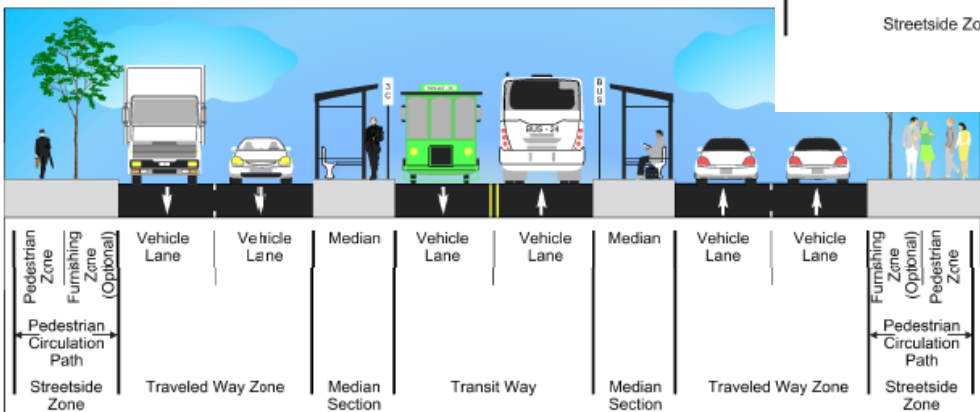 Streetside Zo
3
C
BUS
BUS - 24
Pedestrian
Zone
Furnishing
Zone
(Optional)
Vehicle
Lane
Vehicle
Lane
Median
Vehicle
Lane
Vehicle
Lane
Median
Vehicle
Lane
Vehicle
Lane
Furnishing
Zone
(Optional)
Pedestrian
Zone
Pedestrian
Circulation
Path
Pedestrian
Circulation
Path
Streetside
Zone
Traveled Way Zone
Median
Section
Transit Way
Median
Section
Traveled Way Zone
Streetside
Zone